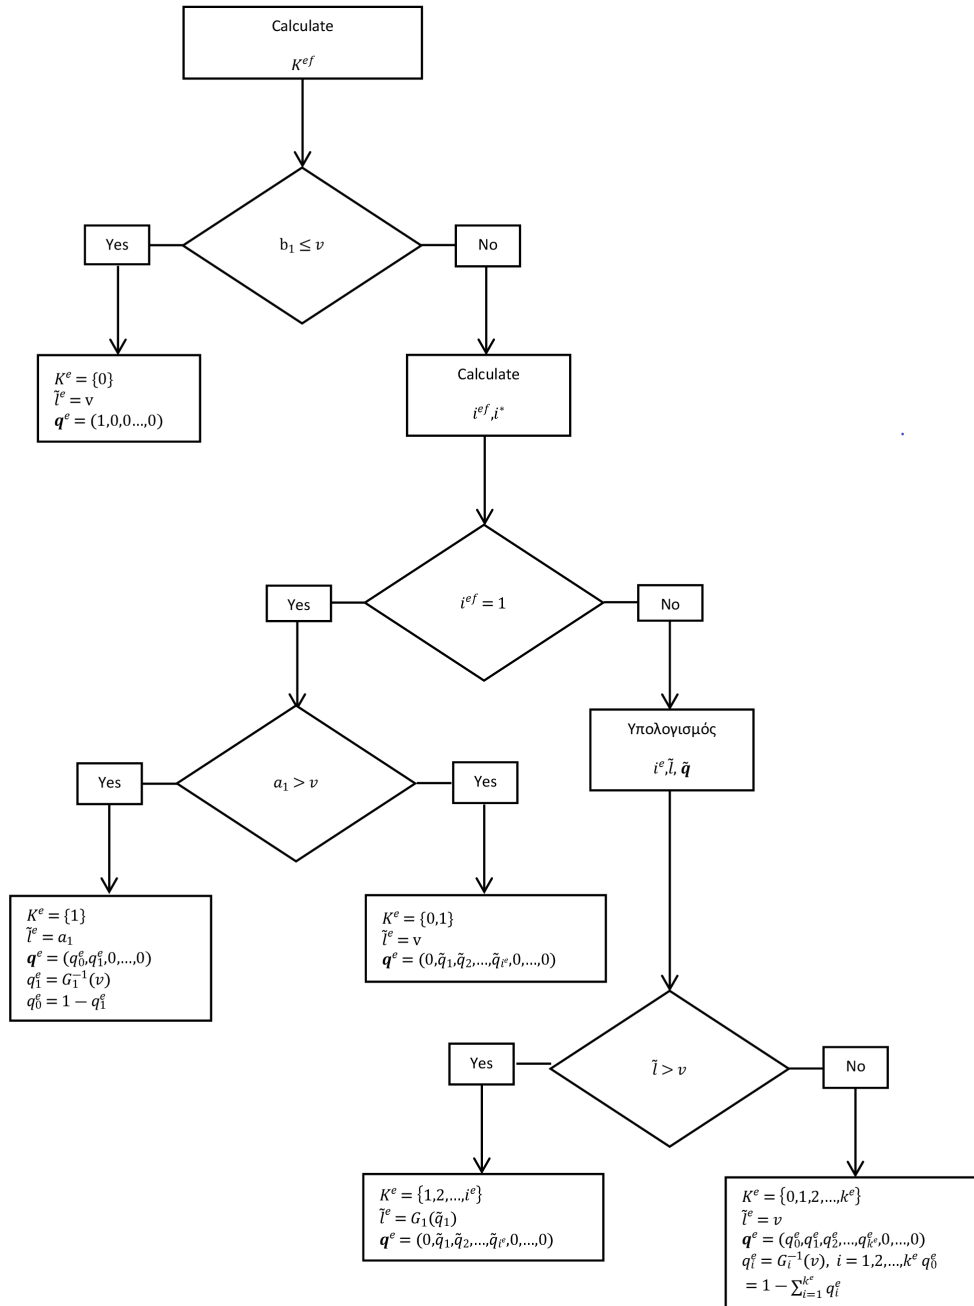 Calculate
K^{ef}
b₁ ≤ v
Yes
No
K^e = {0}
l̃^e = v
q^e = (1,0,0...,0)
Calculate
i^{ef},i^*
i^{ef} = 1
Yes
No
a₁ > v
Yes
Yes
Υπολογισμός
i^e,l̃, q̃
K^e = {1}
l̃^e = a₁
q^e = (q_0^e,q_1^e,0,...,0)
q_1^e = G_1^{-1}(v)
q_0^e = 1 − q_1^e
K^e = {0,1}
l̃^e = v
q^e = (0,q̃_1,q̃_2,...,q̃_{i^e},0,...,0)
l̃ > v
Yes
No
K^e = {1,2,...,i^e}
l̃^e = G_1(q̃_1)
q^e = (0,q̃_1,q̃_2,...,q̃_{i^e},0,...,0)
K^e = {0,1,2,...,k^e}
l̃^e = v
q^e = (q_0^e,q_1^e,q_2^e,...,q_{k^e}^e,0,...,0)
q_i^e = G_i^{-1}(v), i = 1,2,...,k^e q_0^e
= 1 − ∑_{i=1}^{k^e} q_i^e